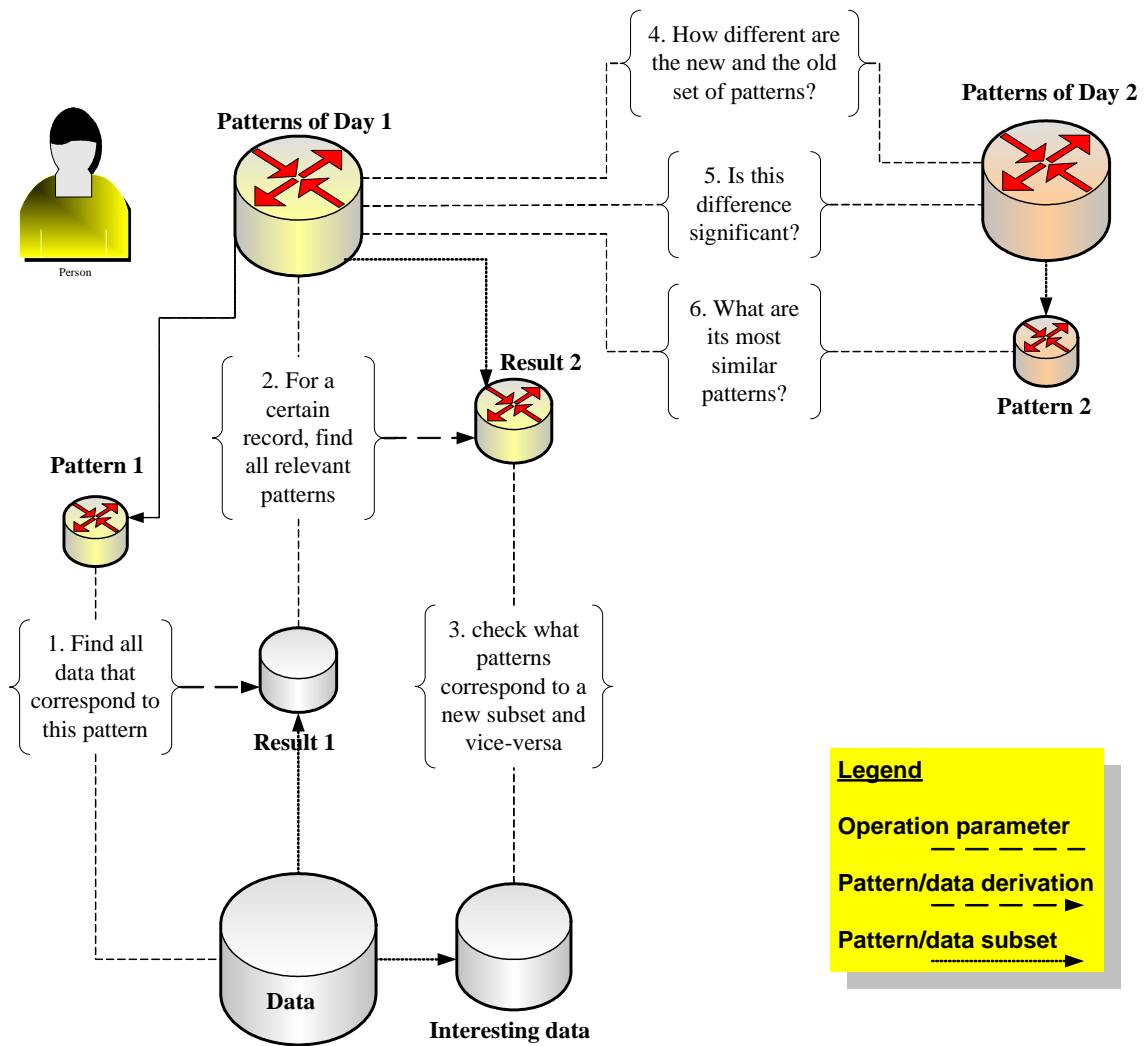 4. How different are
the new and the old
set of patterns?
Patterns of Day 2
Patterns of Day 1
5. Is this
difference
significant?
Person
6. What are
its most
similar
patterns?
Result 2
2. For a
certain
record, find
all relevant
patterns
Pattern 2
Pattern 1
1. Find all
data that
correspond to
this pattern
3. check what
patterns
correspond to a
new subset and
vice-versa
Result 1
Legend
Operation parameter
Pattern/data derivation
Pattern/data subset
Data
Interesting data